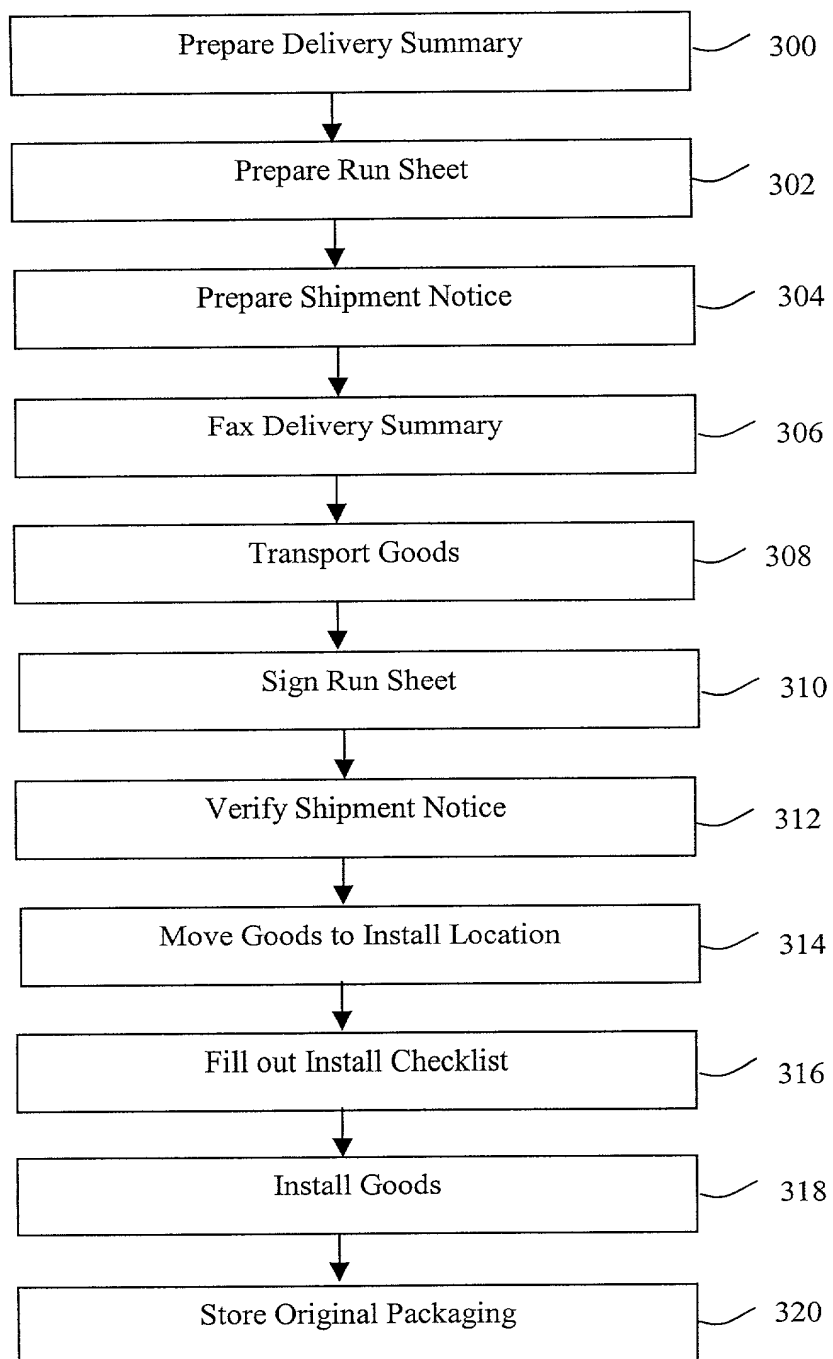 Prepare Delivery Summary
300
Prepare Run Sheet
302
Prepare Shipment Notice
304
Fax Delivery Summary
306
Transport Goods
308
Sign Run Sheet
310
Verify Shipment Notice
312
Move Goods to Install Location
314
Fill out Install Checklist
316
Install Goods
318
Store Original Packaging
320